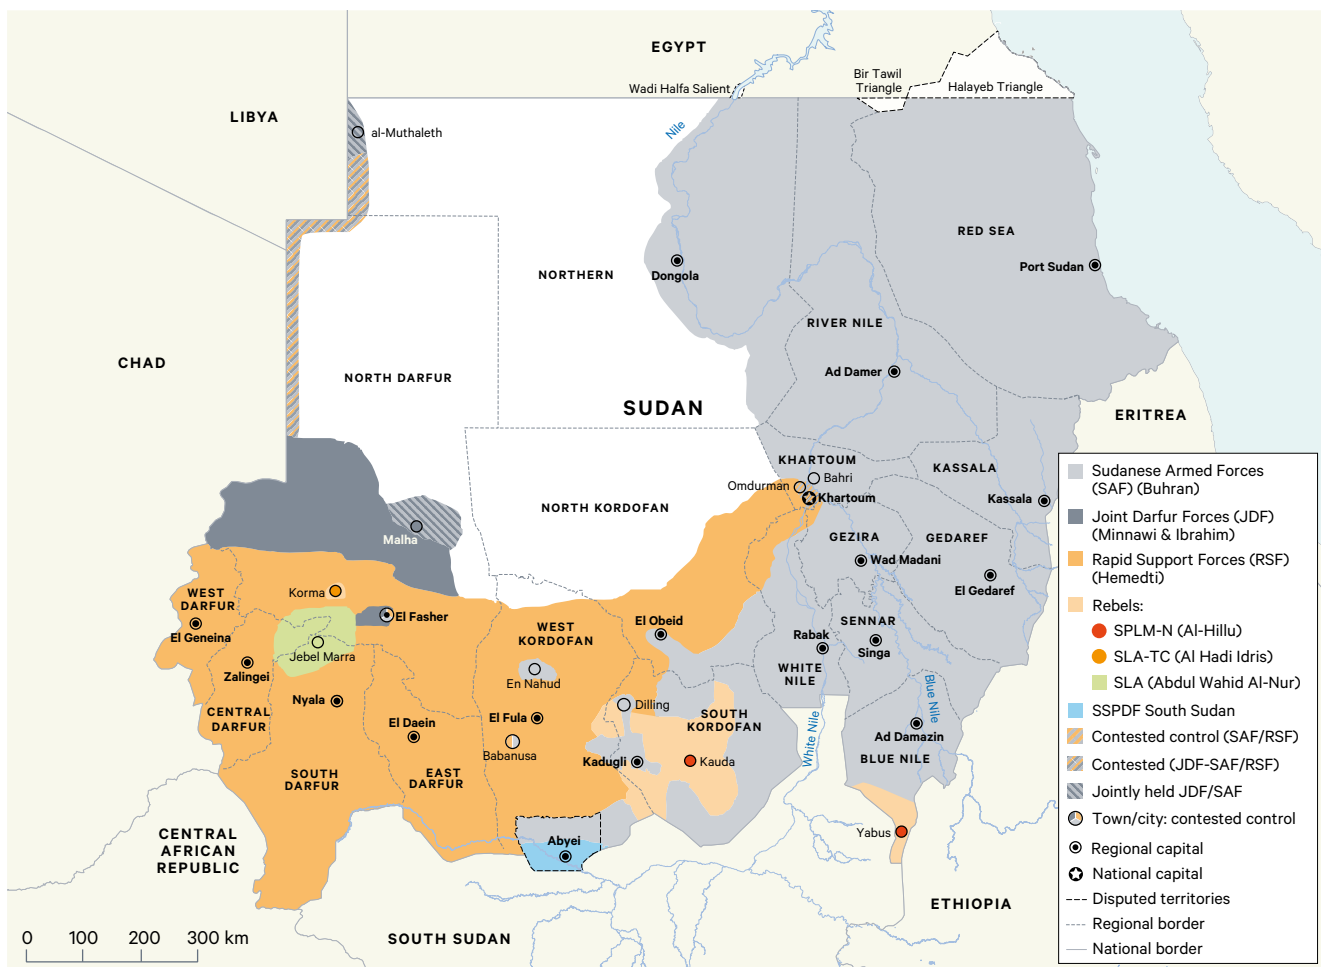 EGYPT
Wadi Halfa Salient
Bir Tawil
Triangle
Halayeb Triangle
LIBYA
al-Muthaleth
Nile
RED SEA
Port Sudan
NORTHERN
Dongola
RIVER NILE
CHAD
NORTH DARFUR
Ad Damer
SUDAN
ERITREA
KHARTOUM
Bahri
Omdurman
Khartoum
KASSALA
Kassala
NORTH KORDOFAN
Malha
GEZIRA
GEDAREF
Wad Madani
El Gedaref
WEST
DARFUR
Korma
El Geneina
El Fasher
WEST
KORDOFAN
El Obeid
SENNAR
Rabak
Singa
Jebel Marra
Zalingei
En Nahud
WHITE
NILE
Nyala
Dilling
CENTRAL
DARFUR
El Daein
El Fula
SOUTH
KORDOFAN
Blue Nile
White Nile
Ad Damazin
BLUE NILE
Babanusa
Kadugli
Kauda
SOUTH
DARFUR
EAST
DARFUR
Abyei
Yabus
CENTRAL
AFRICAN
REPUBLIC
ETHIOPIA
SOUTH SUDAN
0 100 200 300 km
Sudanese Armed Forces
(SAF) (Buhran)
Joint Darfur Forces (JDF)
(Minnawi & Ibrahim)
Rapid Support Forces (RSF)
(Hemedti)
Rebels:
SPLM-N (Al-Hillu)
SLA-TC (Al Hadi Idris)
SLA (Abdul Wahid Al-Nur)
SSPDF South Sudan
Contested control (SAF/RSF)
Contested (JDF-SAF/RSF)
Jointly held JDF/SAF
Town/city: contested control
Regional capital
National capital
Disputed territories
Regional border
National border